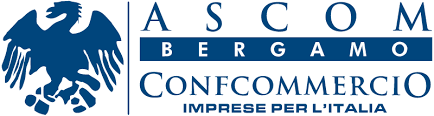 ASCOM
BERGAMO
CONFCOMMERCIO
IMPRESE PER L'ITALIA